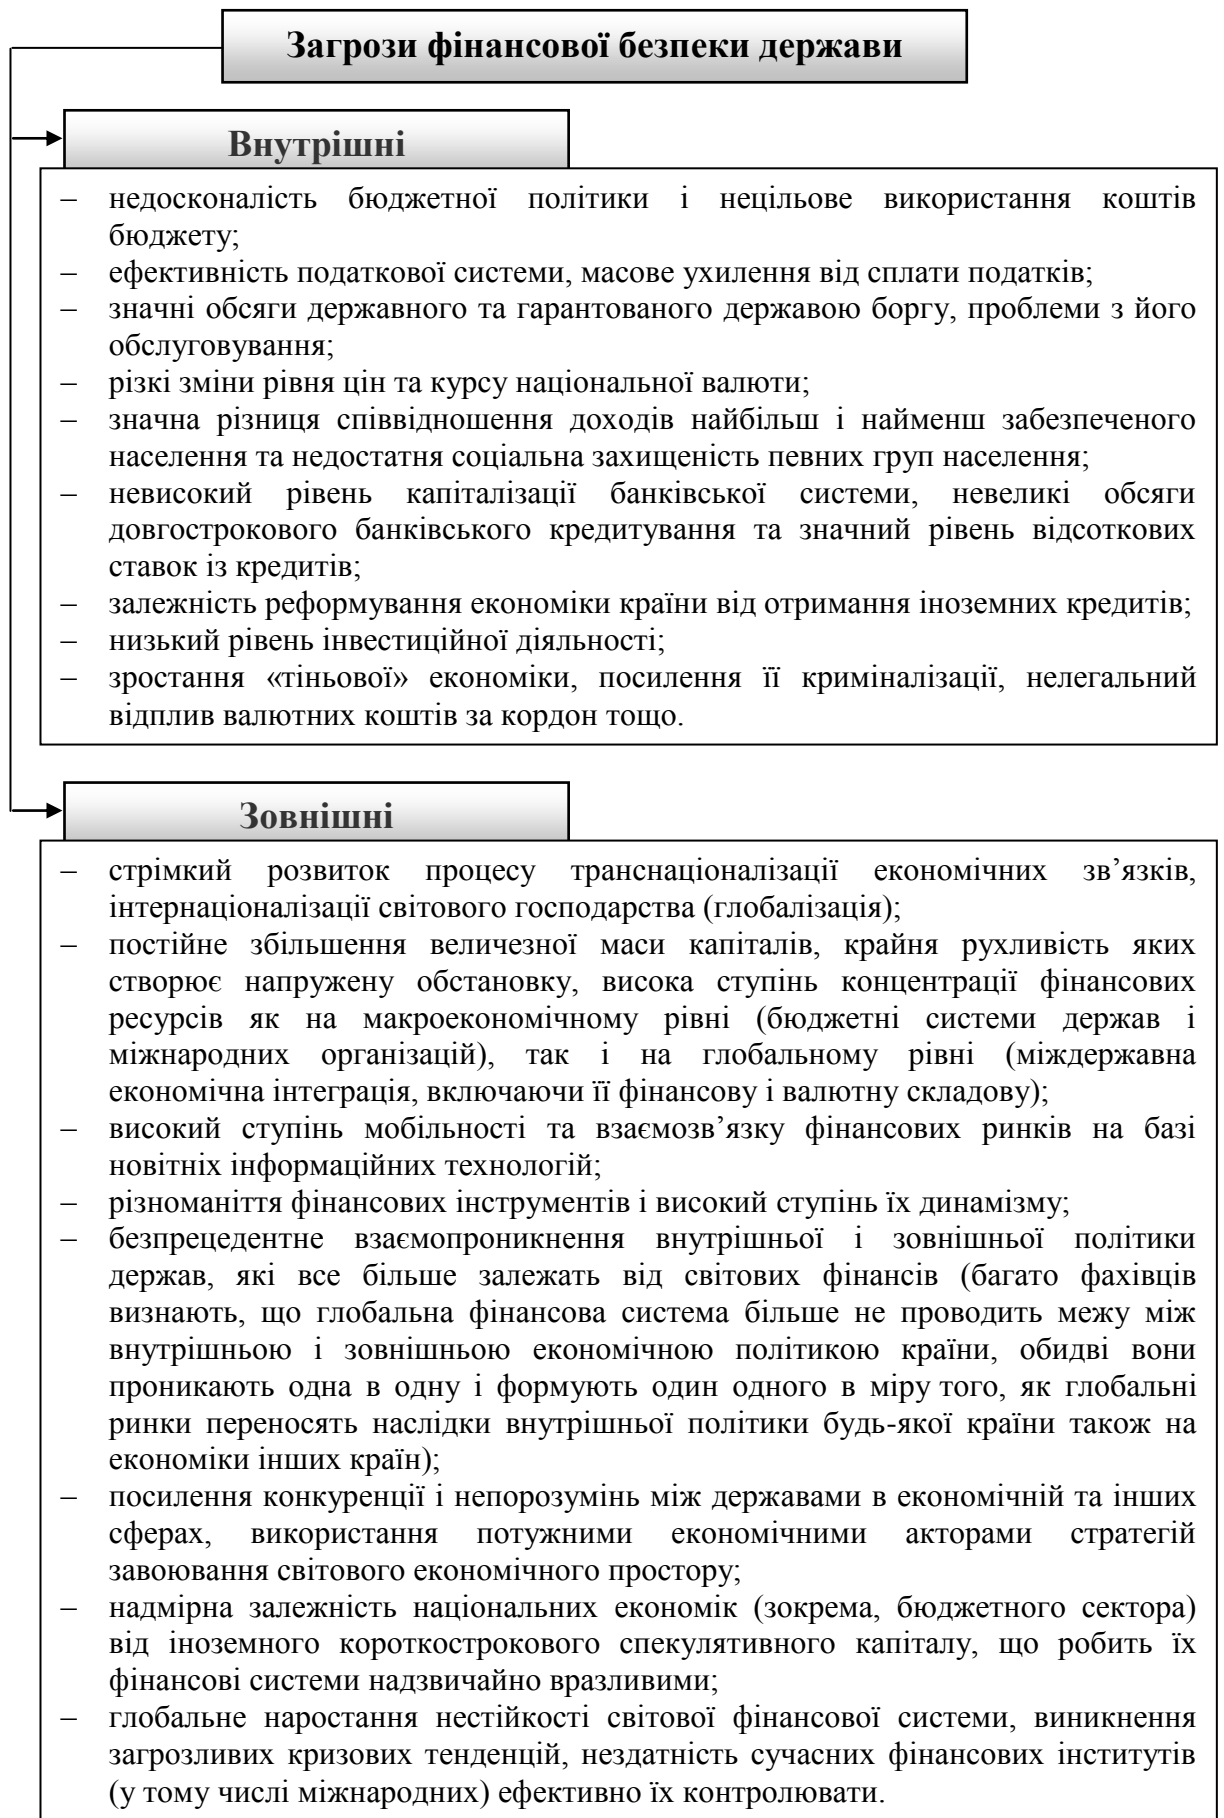 Загрози фінансової безпеки держави
Внутрішні
– недосконалість бюджетної політики і нецільове використання коштів
бюджету;
– ефективність податкової системи, масове ухилення від сплати податків;
– значні обсяги державного та гарантованого державою боргу, проблеми з його
обслуговування;
– різкі зміни рівня цін та курсу національної валюти;
– значна різниця співвідношення доходів найбільш і найменш забезпеченого
населення та недостатня соціальна захищеність певних груп населення;
– невисокий рівень капіталізації банківської системи, невеликі обсяги
довгострокового банківського кредитування та значний рівень відсоткових
ставок із кредитів;
– залежність реформування економіки країни від отримання іноземних кредитів;
– низький рівень інвестиційної діяльності;
– зростання «тіньової» економіки, посилення її криміналізації, нелегальний
відплив валютних коштів за кордон тощо.
Зовнішні
– стрімкий розвиток процесу транснаціоналізації економічних зв’язків,
інтернаціоналізації світового господарства (глобалізація);
– постійне збільшення величезної маси капіталів, крайня рухливість яких
створює напружену обстановку, висока ступінь концентрації фінансових
ресурсів як на макроекономічному рівні (бюджетні системи держав і
міжнародних організацій), так і на глобальному рівні (міждержавна
економічна інтеграція, включаючи її фінансову і валютну складову);
– високий ступінь мобільності та взаємозв’язку фінансових ринків на базі
новітніх інформаційних технологій;
– різноманіття фінансових інструментів і високий ступінь їх динамізму;
– безпрецедентне взаємопроникнення внутрішньої і зовнішньої політики
держав, які все більше залежать від світових фінансів (багато фахівців
визнають, що глобальна фінансова система більше не проводить межу між
внутрішньою і зовнішньою економічною політикою країни, обидві вони
проникають одна в одну і формують один одного в міру того, як глобальні
ринки переносять наслідки внутрішньої політики будь-якої країни також на
економіки інших країн);
– посилення конкуренції і непорозумінь між державами в економічній та інших
сферах, використання потужними економічними акторами стратегій
завоювання світового економічного простору;
– надмірна залежність національних економік (зокрема, бюджетного сектора)
від іноземного короткострокового спекулятивного капіталу, що робить їх
фінансові системи надзвичайно вразливими;
– глобальне наростання нестійкості світової фінансової системи, виникнення
загрозливих кризових тенденцій, нездатність сучасних фінансових інститутів
(у тому числі міжнародних) ефективно їх контролювати.